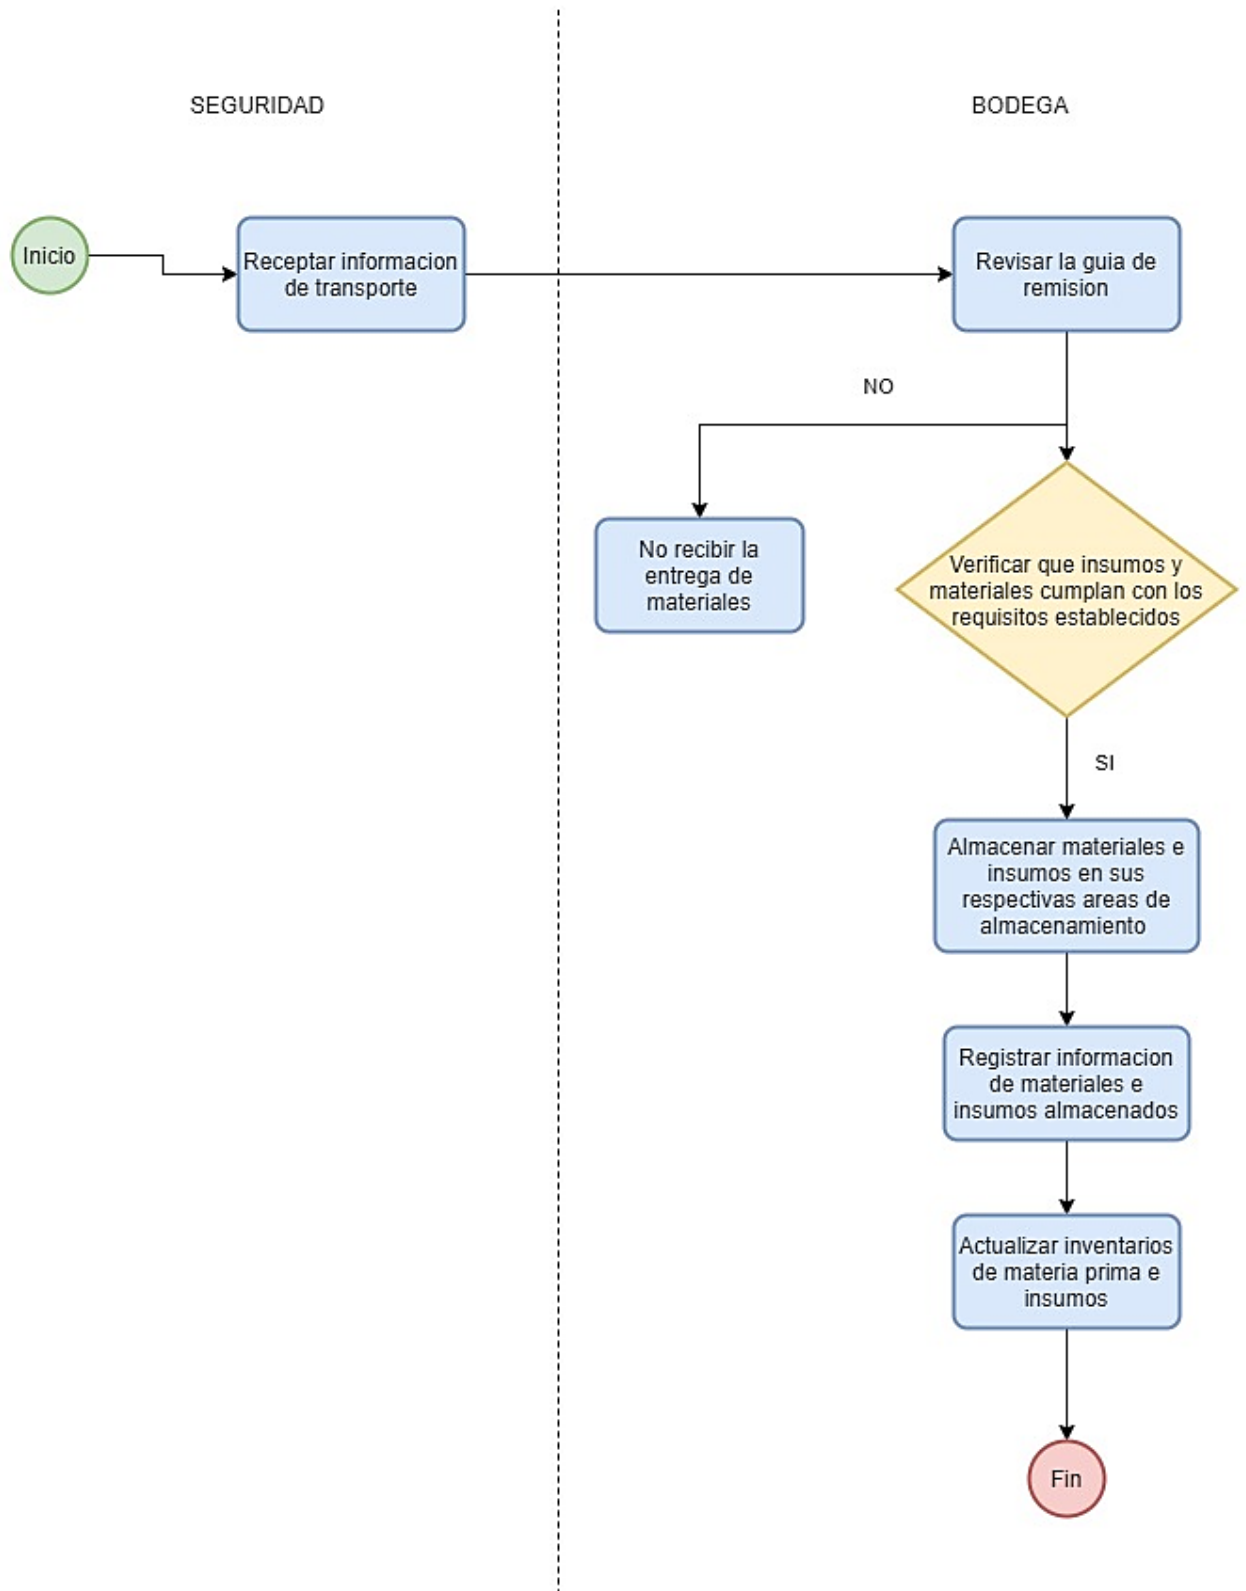 SEGURIDAD
BODEGA
Inicio
Receptar informacion
de transporte
Revisar la guia de
remision
NO
No recibir la
entrega de
materiales
Verificar que insumos y
materiales cumplan con los
requisitos establecidos
SI
Almacenar materiales e
insumos en sus
respectivas areas de
almacenamiento
Registrar informacion
de materiales e
insumos almacenados
Actualizar inventarios
de materia prima e
insumos
Fin